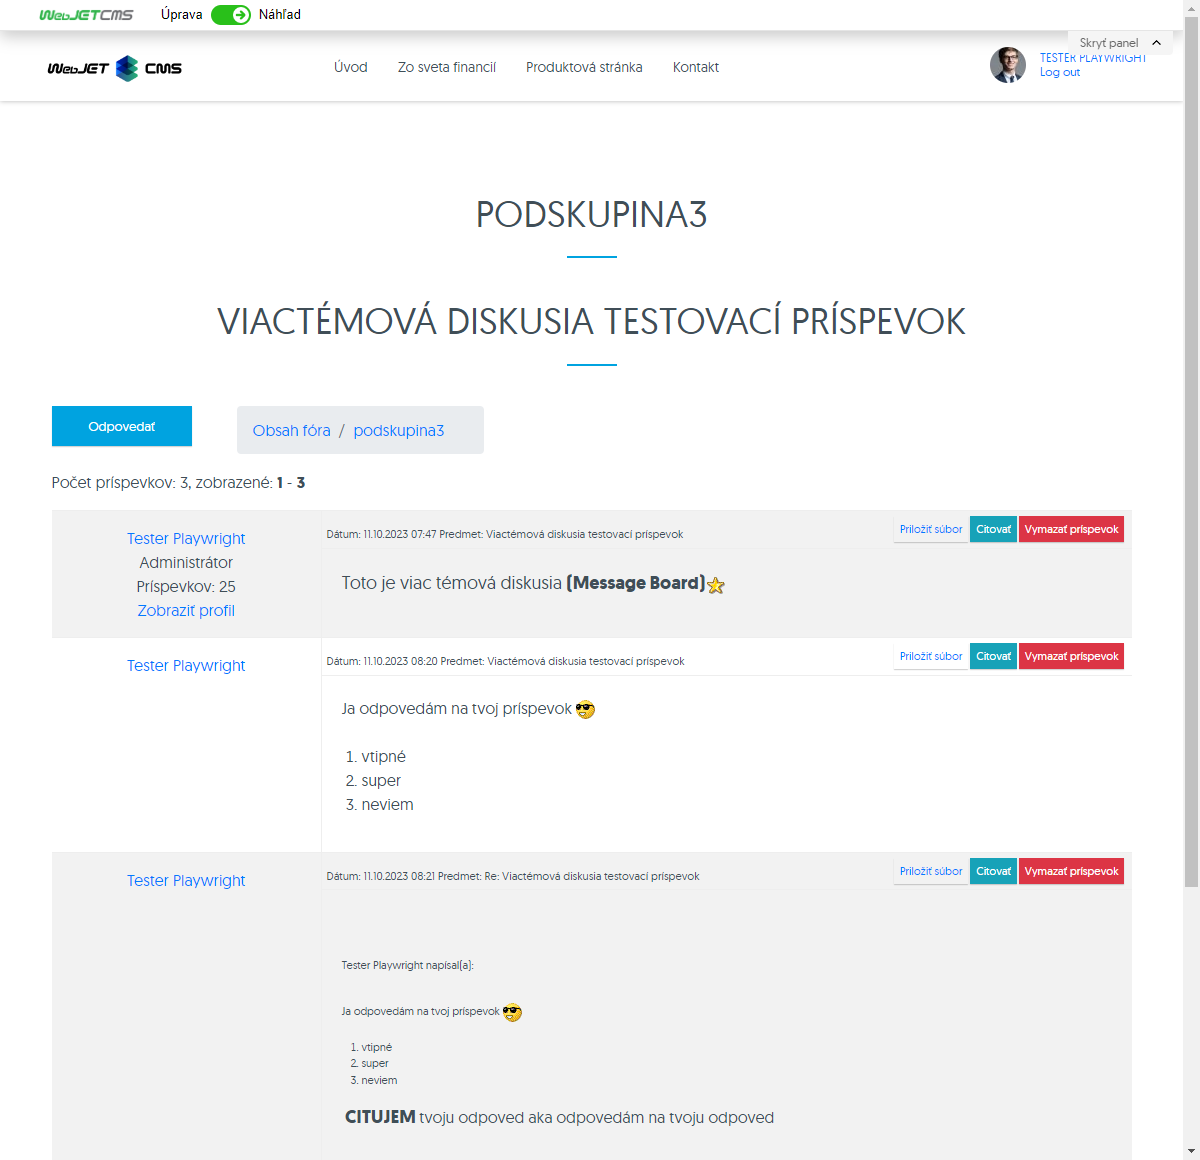 WebJETCMS Úprava Náhľad
Skryť panel
WebJET CMS Úvod Zo sveta financií Produktová stránka Kontakt TESTER PLAYWRIGHT
Log out
PODSKUPINA3
VIACTÉMOVÁ DISKUSIA TESTOVACÍ PRÍSPEVOK
Odpovedať Obsah fóra / podskupina3
Počet príspevkov: 3, zobrazené: 1 - 3
Tester Playwright
Administrátor
Príspevkov: 25
Zobraziť profil
Dátum: 11.10.2023 07:47 Predmet: Viactémová diskusia testovací príspevok Priložiť súbor Citovať Vymazať príspevok
Toto je viac témová diskusia (Message Board)
Tester Playwright
Dátum: 11.10.2023 08:20 Predmet: Viactémová diskusia testovací príspevok Priložiť súbor Citovať Vymazať príspevok
Ja odpovedám na tvoj príspevok
1. vtipné
2. super
3. neviem
Tester Playwright
Dátum: 11.10.2023 08:21 Predmet: Re: Viactémová diskusia testovací príspevok Priložiť súbor Citovať Vymazať príspevok
Tester Playwright napísal(a):
Ja odpovedám na tvoj príspevok
1. vtipné
2. super
3. neviem
CITUJEM tvoju odpoved aka odpovedám na tvoju odpoved